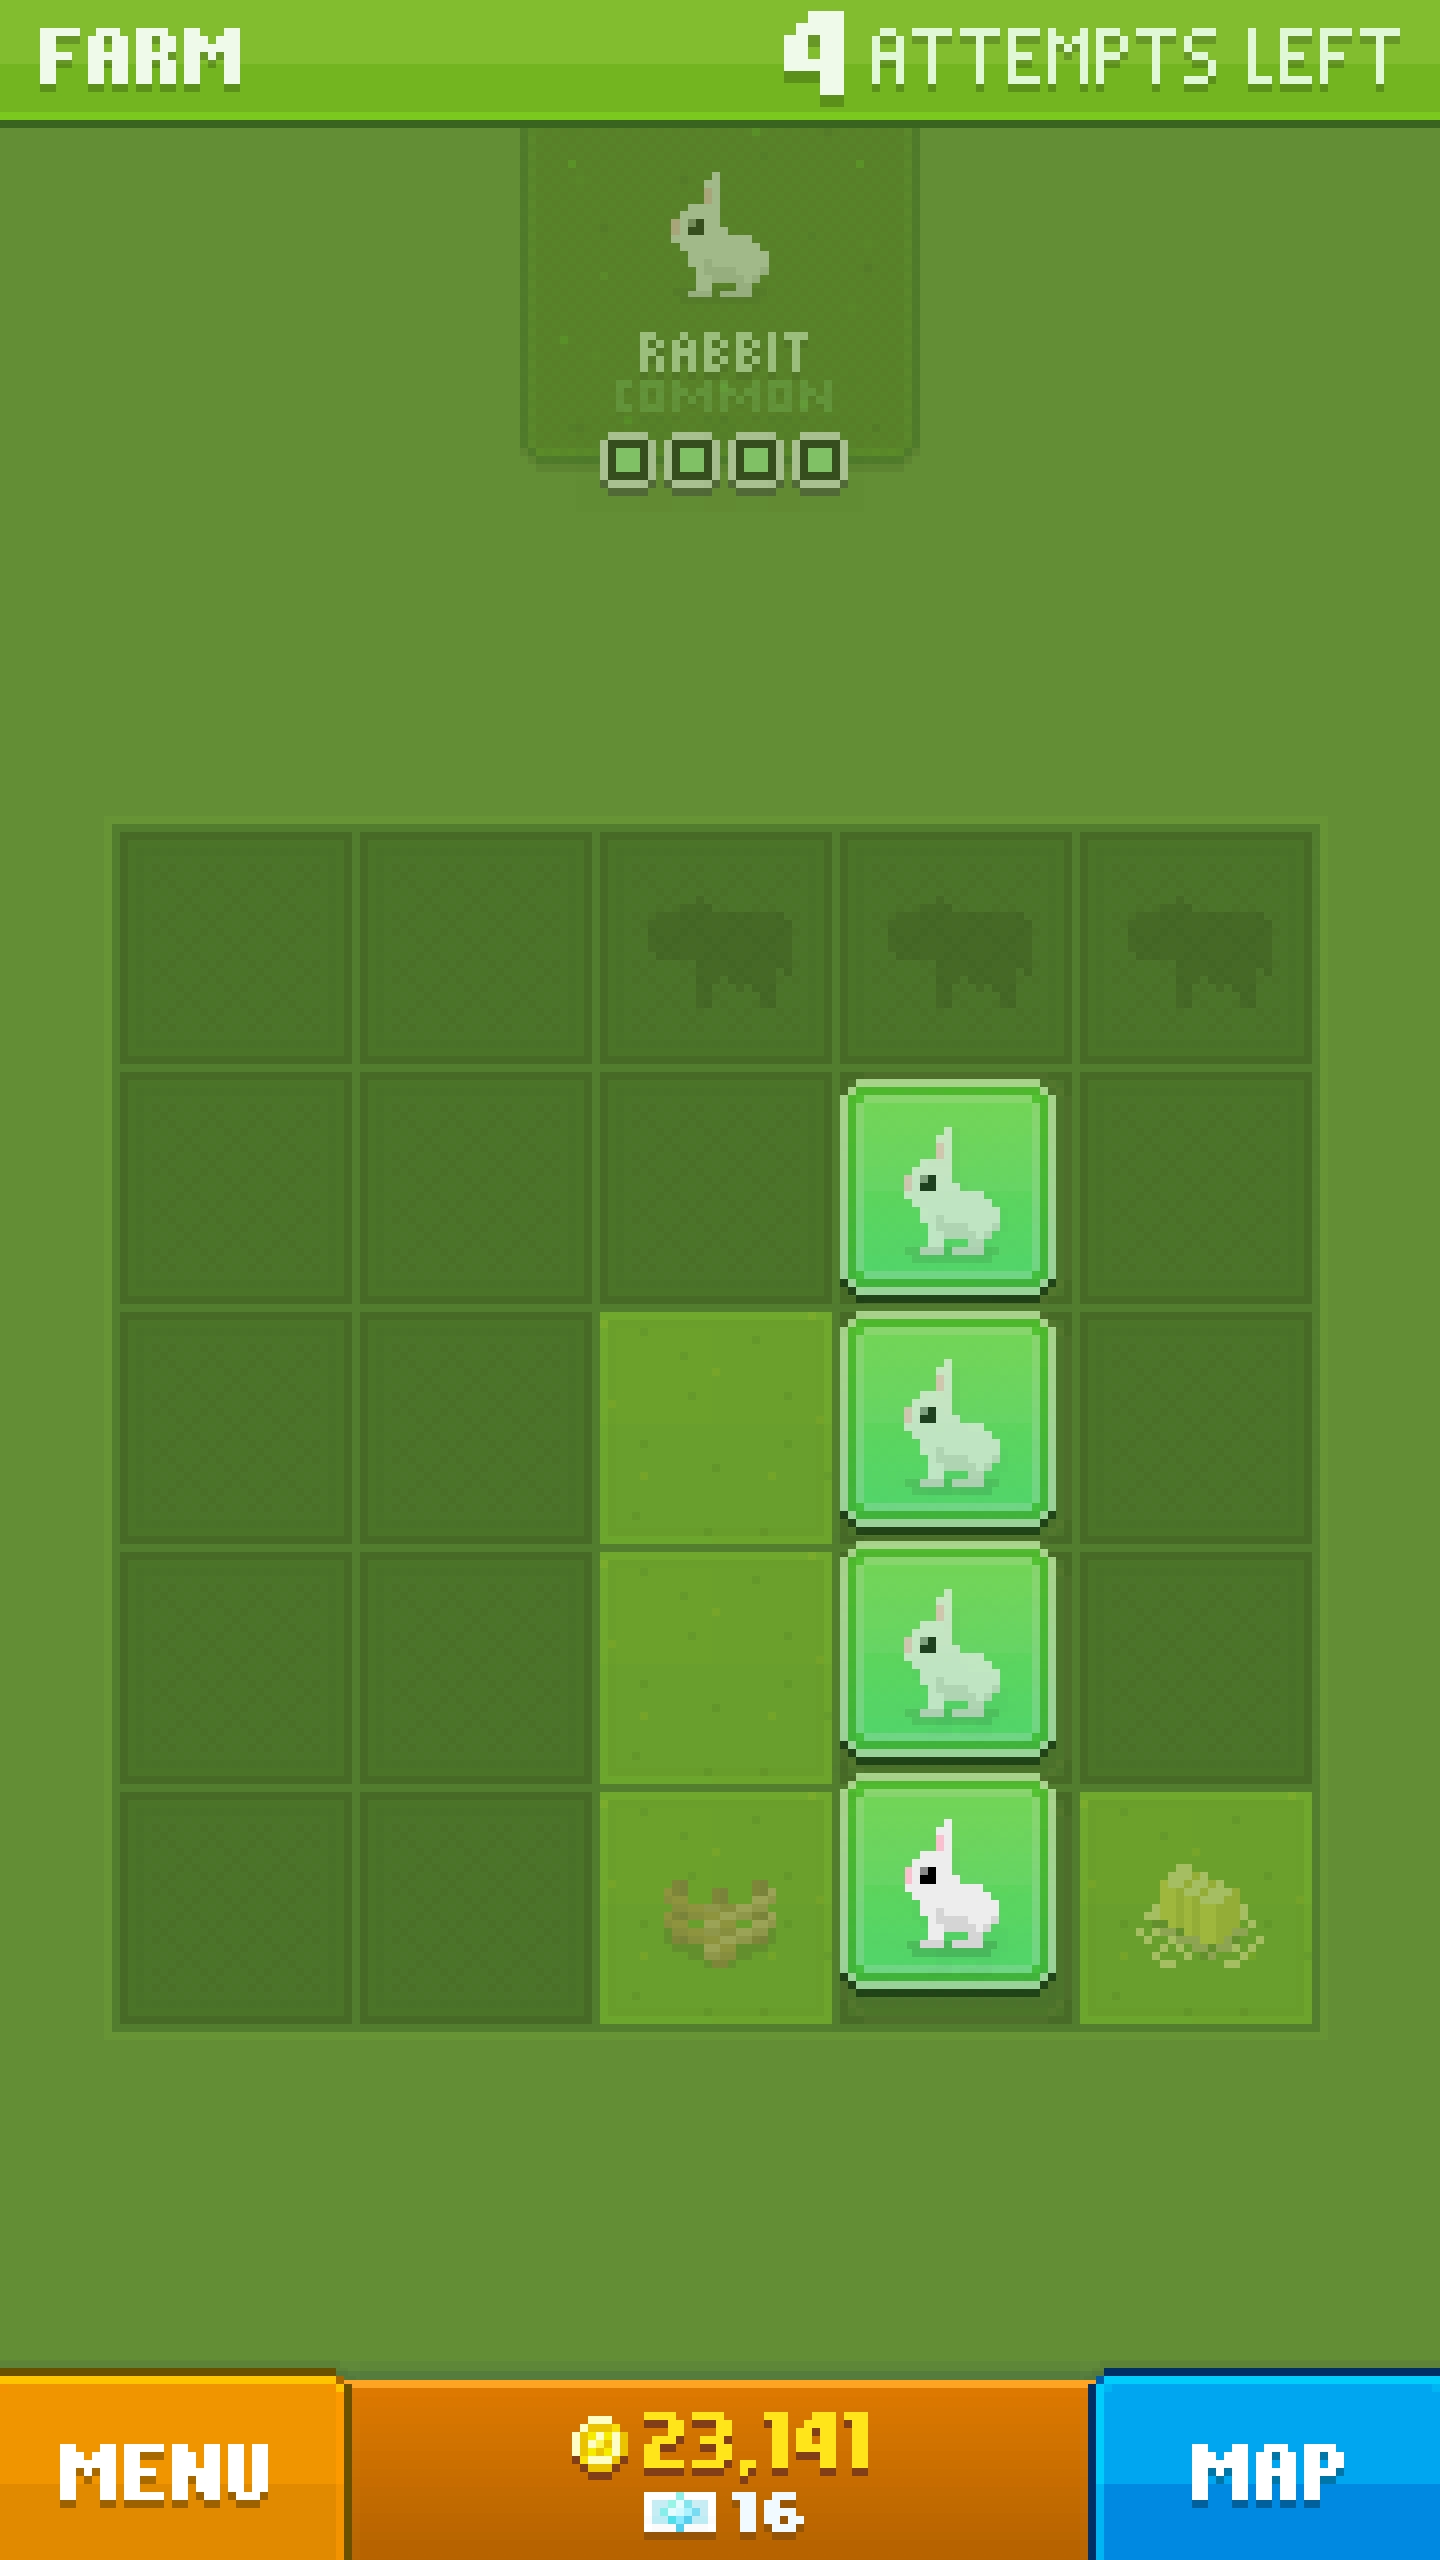 FARM
4 ATTEMPTS LEFT
RABBIT
COMMON
MENU
23,141
16
MAP